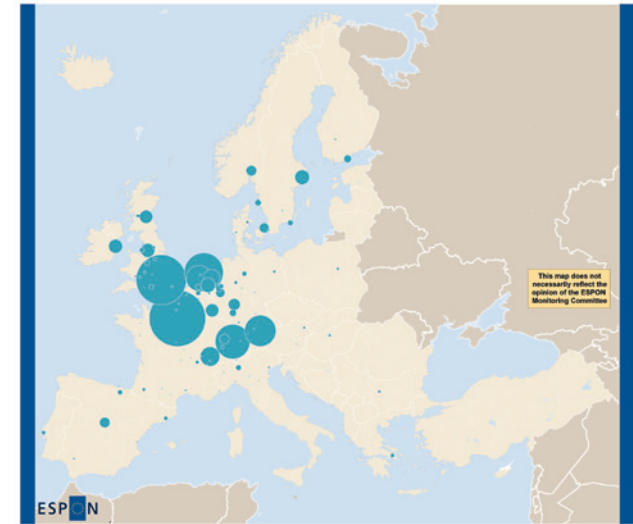 This map does not
necessarily reflect the
opinion of the ESPON
Monitoring Committee
ESPON